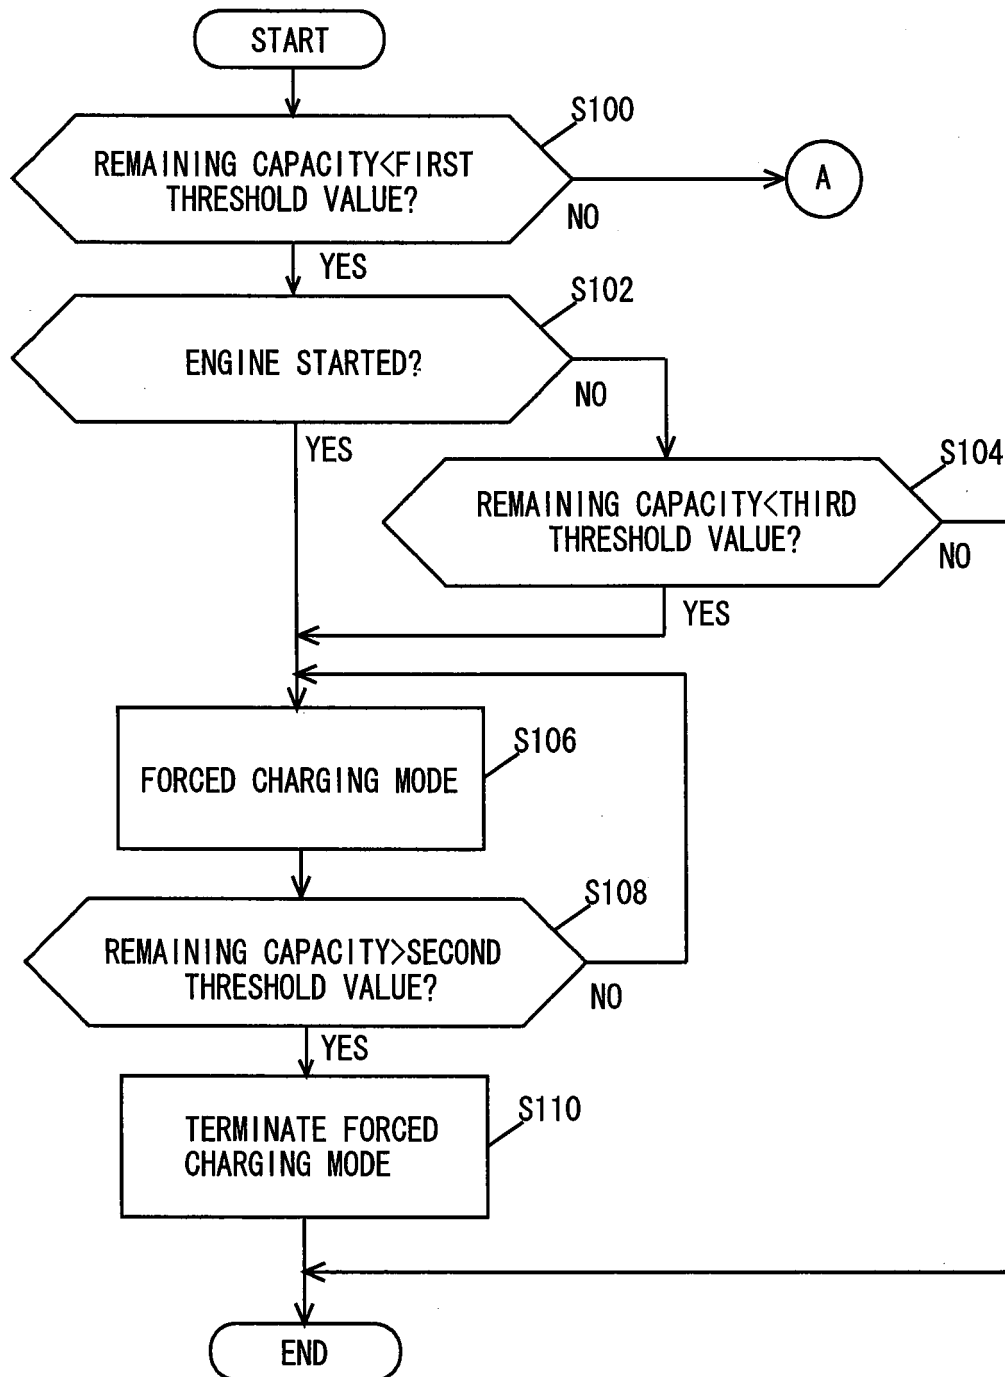 START
S100
REMAINING CAPACITY<FIRST
THRESHOLD VALUE?
A
NO
YES
S102
ENGINE STARTED?
NO
YES
S104
REMAINING CAPACITY<THIRD
THRESHOLD VALUE?
NO
YES
S106
FORCED CHARGING MODE
S108
REMAINING CAPACITY>SECOND
THRESHOLD VALUE?
NO
YES
S110
TERMINATE FORCED
CHARGING MODE
END